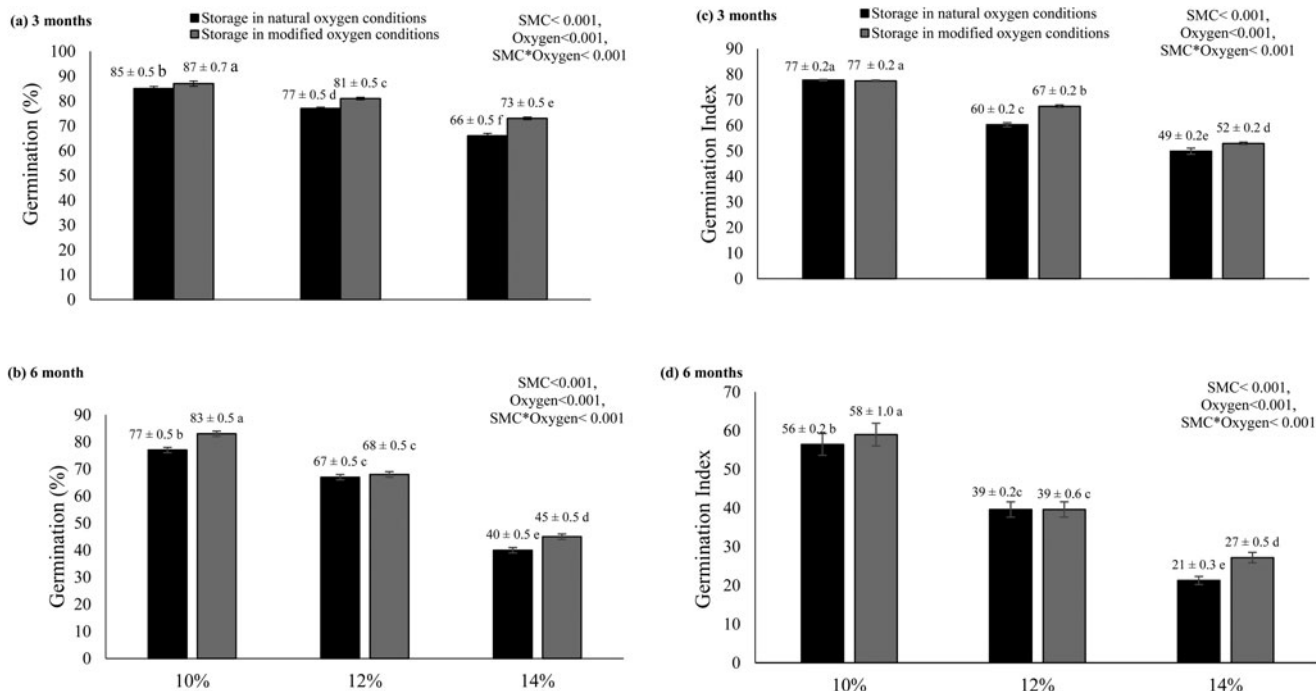 (a) 3 months
Storage in natural oxygen conditions
Storage in modified oxygen conditions
SMC< 0.001,
Oxygen<0.001,
SMC*Oxygen< 0.001
Germination (%)
100
90
80
70
60
50
40
30
20
10
0
85 ± 0.5 b
87 ± 0.7 a
77 ± 0.5 d
81 ± 0.5 c
66 ± 0.5 f
73 ± 0.5 e
(c) 3 months
Storage in natural oxygen conditions
Storage in modified oxygen conditions
SMC< 0.001,
Oxygen<0.001,
SMC*Oxygen< 0.001
Germination Index
90
80
70
60
50
40
30
20
10
0
77 ± 0.2a
77 ± 0.2 a
60 ± 0.2 c
67 ± 0.2 b
49 ± 0.2e
52 ± 0.2 d
(b) 6 month
SMC<0.001,
Oxygen<0.001,
SMC*Oxygen< 0.001
Germination (%)
90
80
70
60
50
40
30
20
10
0
77 ± 0.5 b
83 ± 0.5 a
67 ± 0.5 c
68 ± 0.5 c
40 ± 0.5 e
45 ± 0.5 d
10%
12%
14%
(d) 6 months
SMC< 0.001,
Oxygen<0.001,
SMC*Oxygen< 0.001
Germination Index
70
60
50
40
30
20
10
0
56 ± 0.2 b
58 ± 1.0 a
39 ± 0.2c
39 ± 0.6 c
21 ± 0.3 e
27 ± 0.5 d
10%
12%
14%